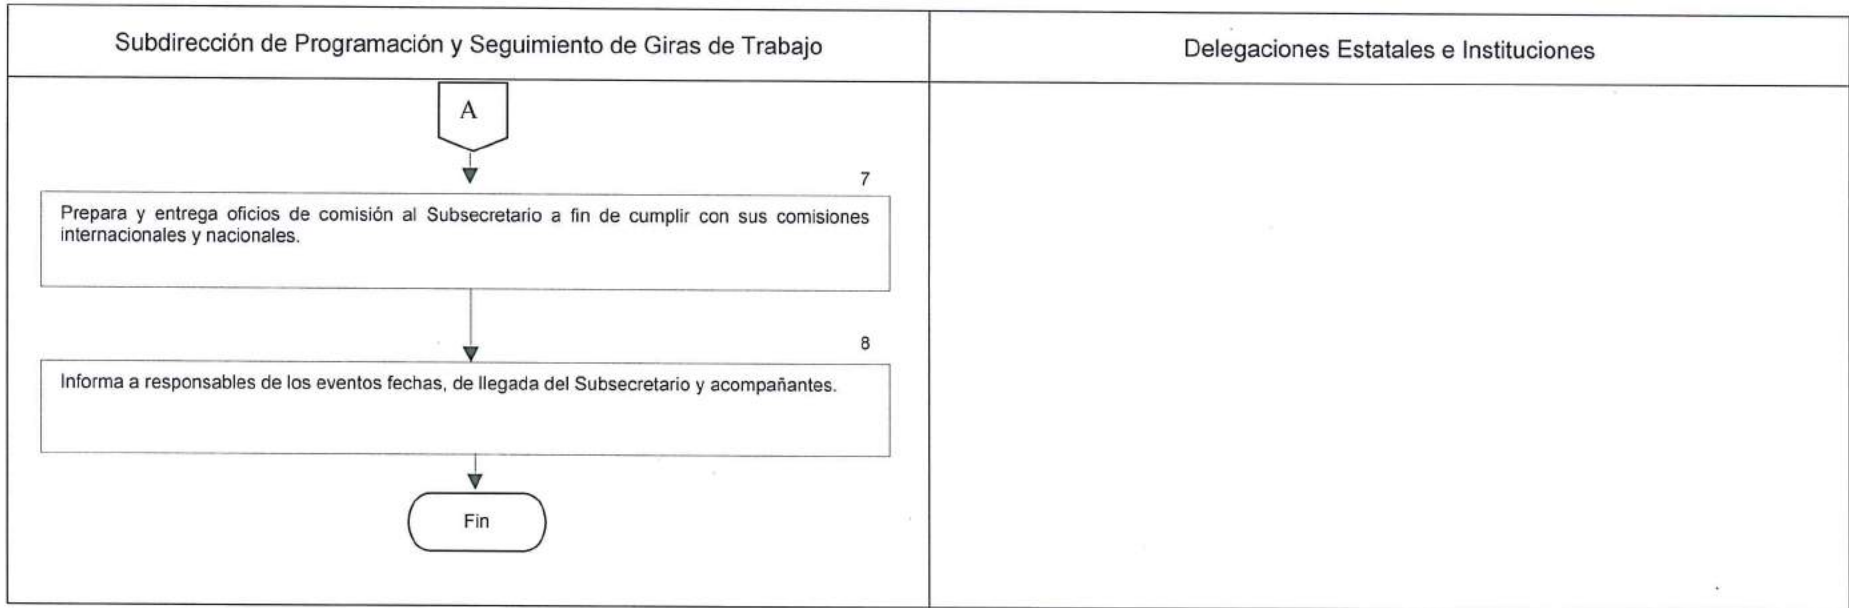 Subdirección de Programación y Seguimiento de Giras de Trabajo
Delegaciones Estatales e Instituciones
A
7
Prepara y entrega oficios de comisión al Subsecretario a fin de cumplir con sus comisiones
internacionales y nacionales.
8
Informa a responsables de los eventos fechas, de llegada del Subsecretario y acompañantes.
Fin